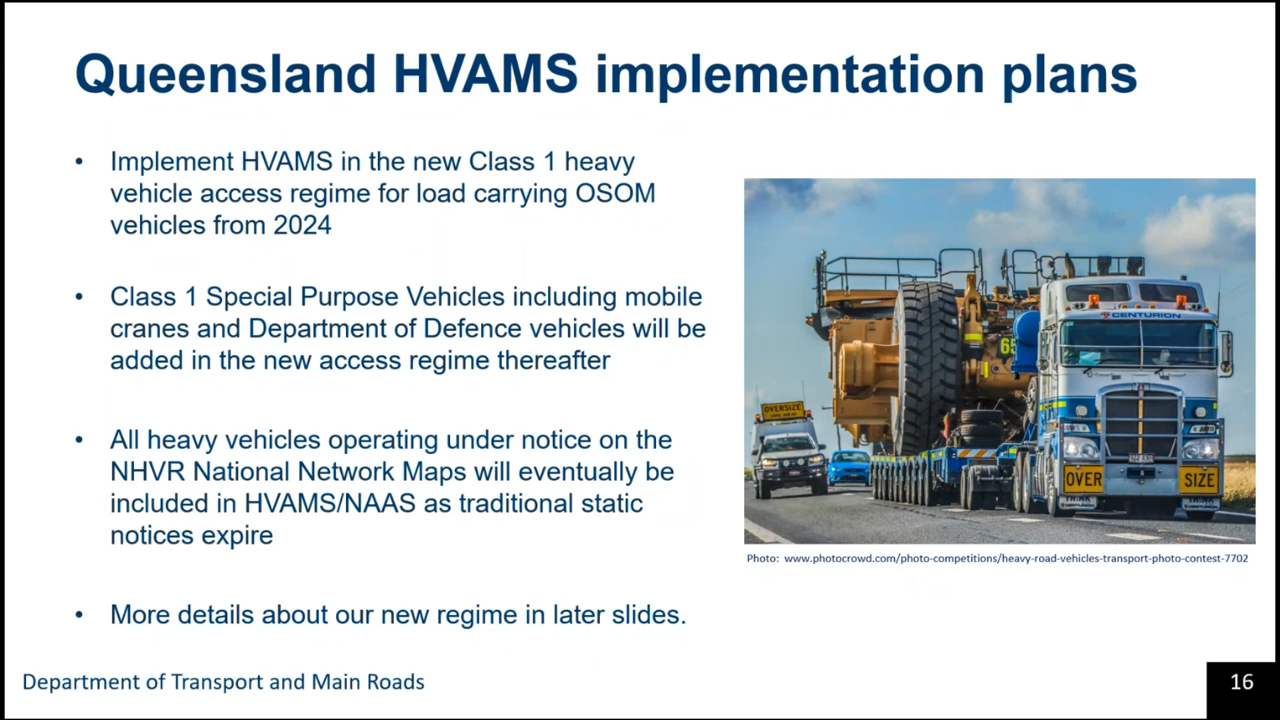 Queensland HVAMS implementation plans
• Implement HVAMS in the new Class 1 heavy
vehicle access regime for load carrying OSOM
vehicles from 2024
• Class 1 Special Purpose Vehicles including mobile
cranes and Department of Defence vehicles will be
added in the new access regime thereafter
• All heavy vehicles operating under notice on the
NHVR National Network Maps will eventually be
included in HVAMS/NAAS as traditional static
notices expire
• More details about our new regime in later slides.
CENTURION
65
OVERSIZE
OVER
SIZE
Photo: www.photocrowd.com/photo-competitions/heavy-road-vehicles-transport-photo-contest-7702
Department of Transport and Main Roads
16